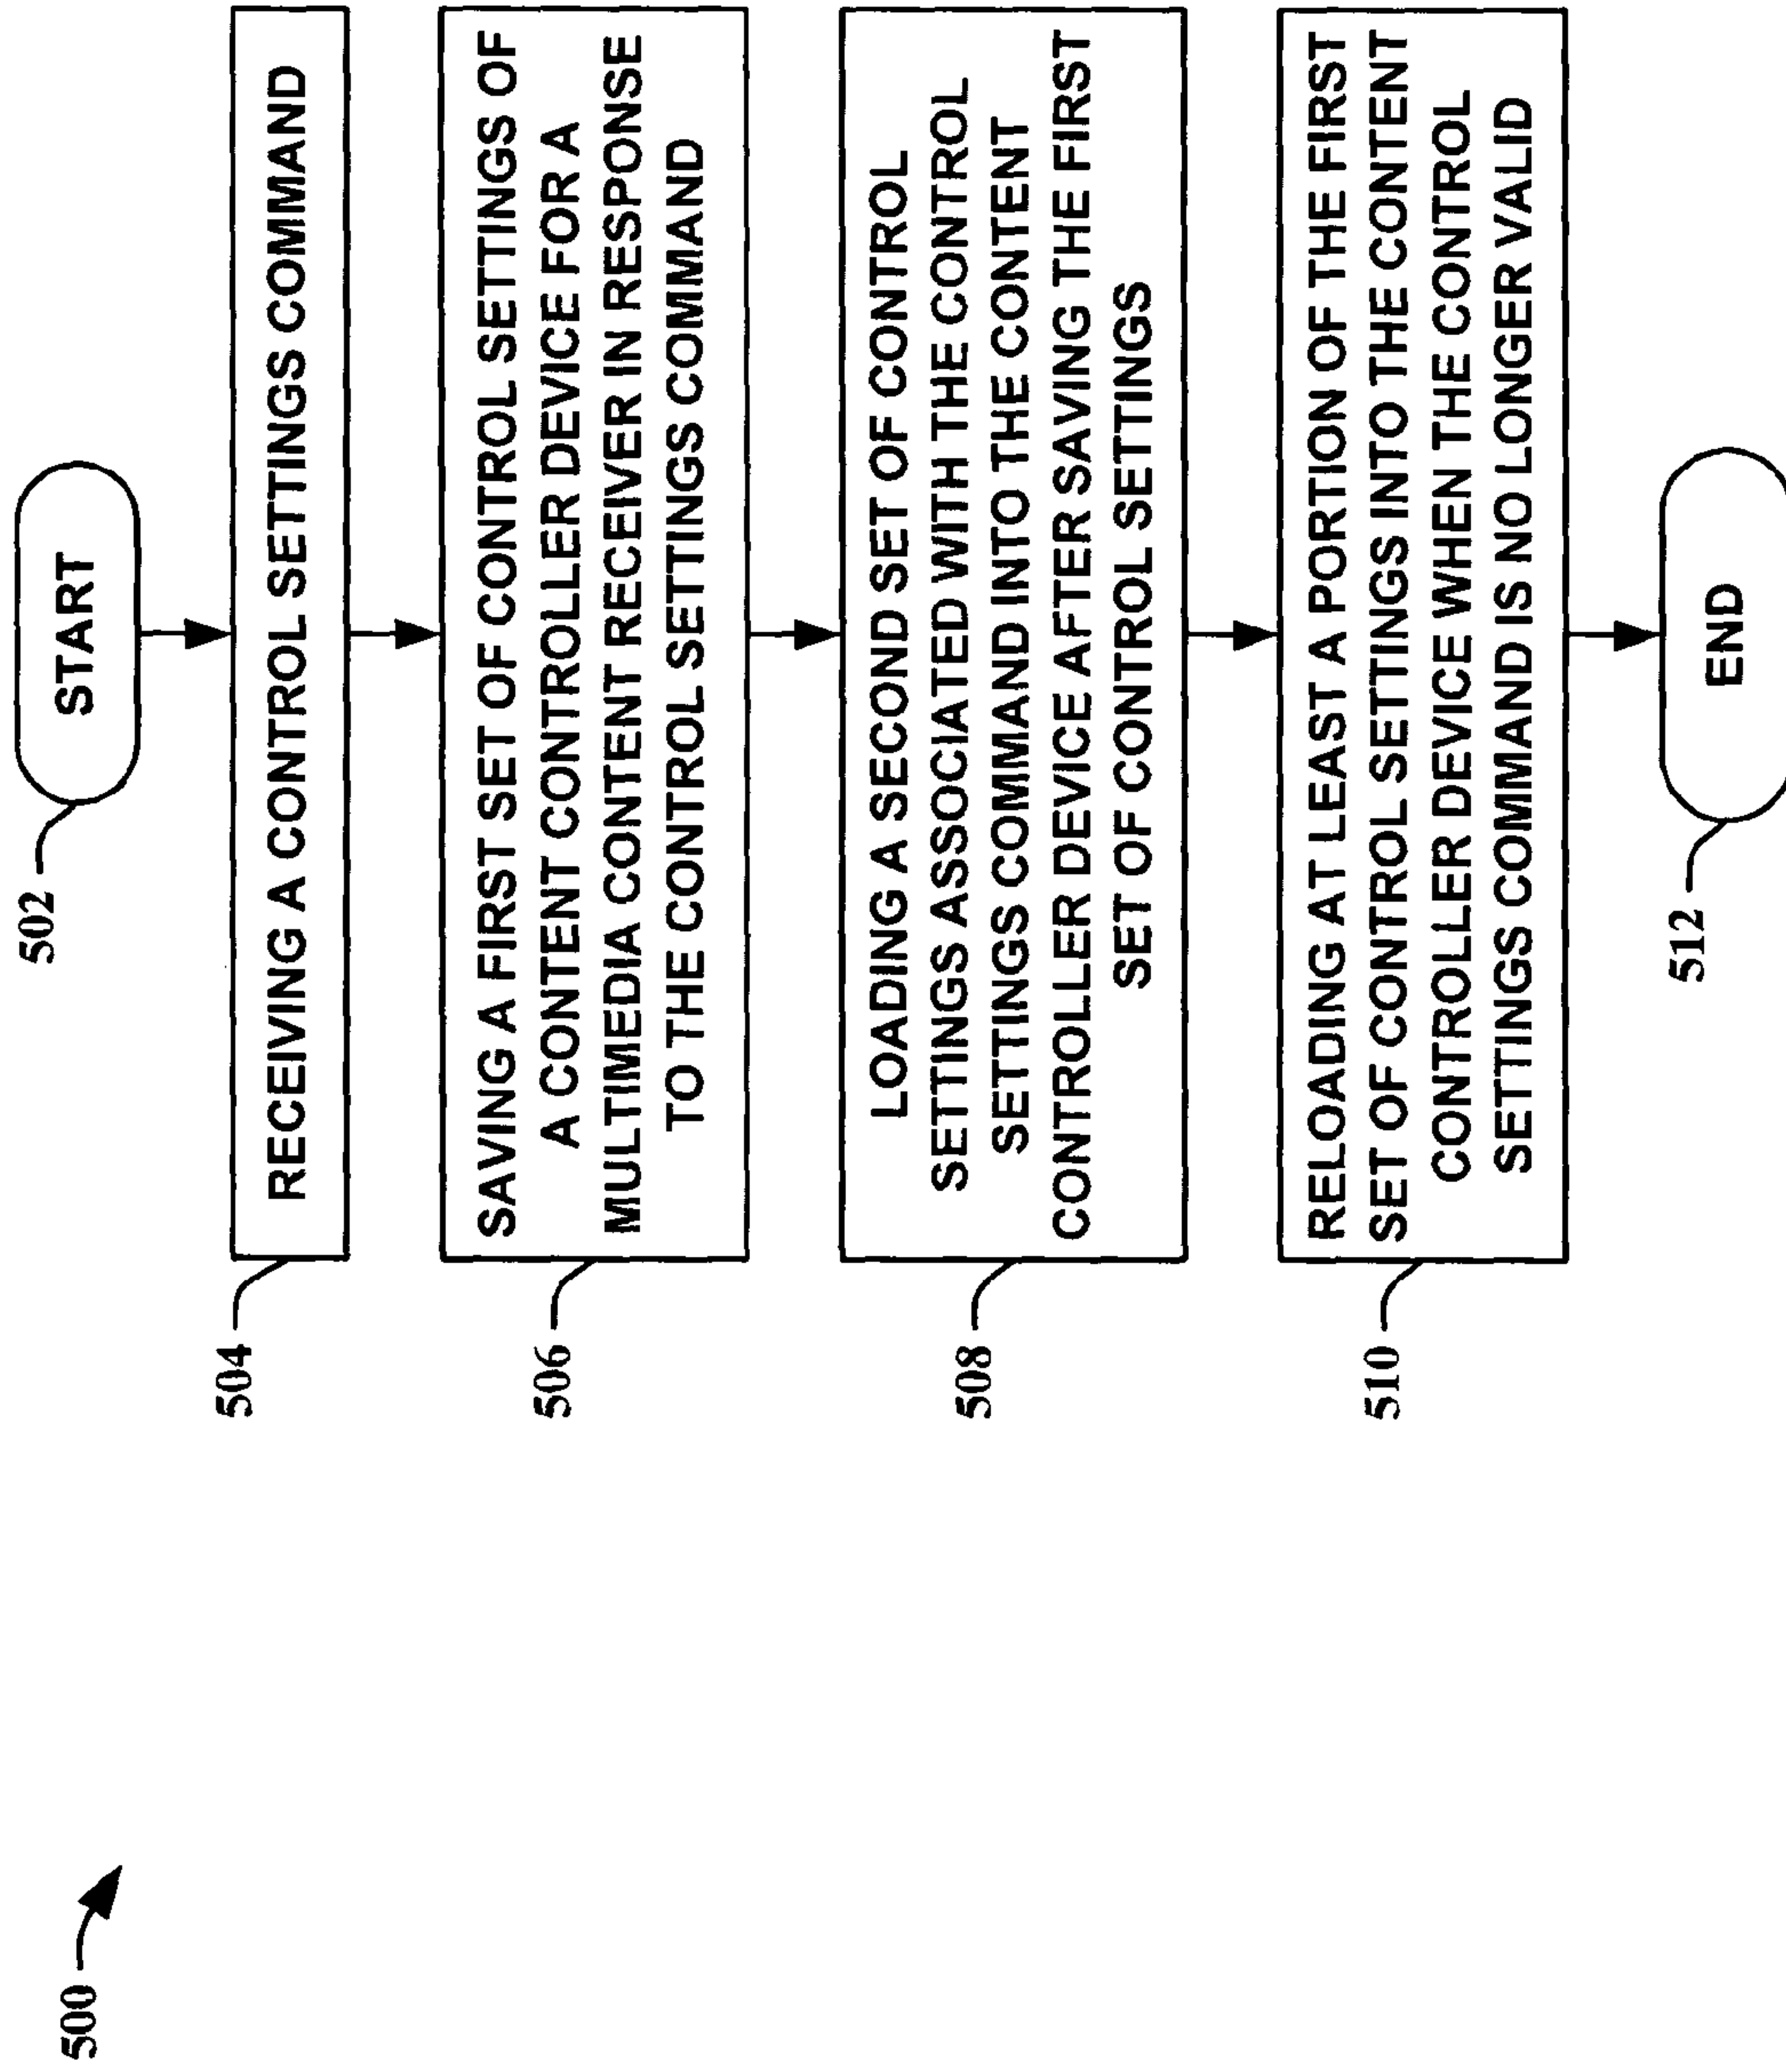 500
502
START
504
RECEIVING A CONTROL SETTINGS COMMAND
506
SAVING A FIRST SET OF CONTROL SETTINGS OF
A CONTENT CONTROLLER DEVICE FOR A
MULTIMEDIA CONTENT RECEIVER IN RESPONSE
TO THE CONTROL SETTINGS COMMAND
508
LOADING A SECOND SET OF CONTROL
SETTINGS ASSOCIATED WITH THE CONTROL
SETTINGS COMMAND INTO THE CONTENT
CONTROLLER DEVICE AFTER SAVING THE FIRST
SET OF CONTROL SETTINGS
510
RELOADING AT LEAST A PORTION OF THE FIRST
SET OF CONTROL SETTINGS INTO THE CONTENT
CONTROLLER DEVICE WHEN THE CONTROL
SETTINGS COMMAND IS NO LONGER VALID
512
END